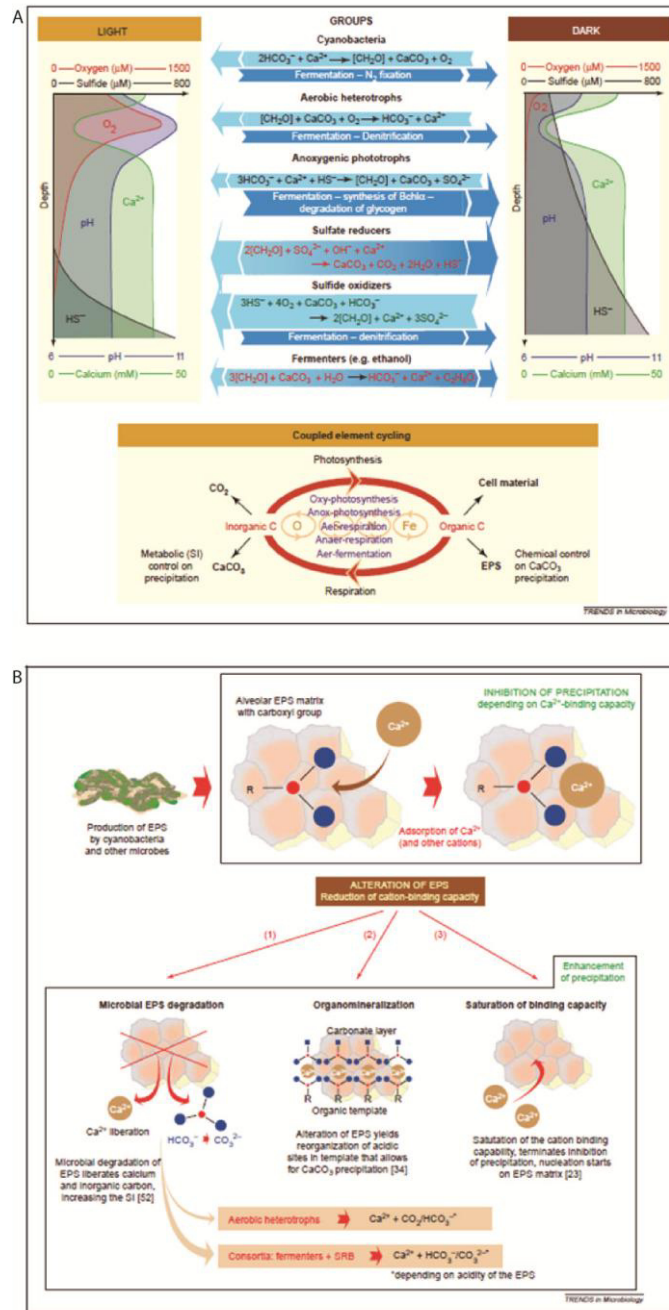 A
LIGHT
0 Oxygen (µM) 1500
0 Sulfide (µM) 800
O₂
Ca²⁺
pH
HS⁻
Depth
6 pH 11
0 Calcium (mM) 50
GROUPS
Cyanobacteria
2HCO₃⁻ + Ca²⁺ → [CH₂O] + CaCO₃ + O₂
Fermentation – N₂ fixation
Aerobic heterotrophs
[CH₂O] + CaCO₃ + O₂ → HCO₃⁻ + Ca²⁺
Fermentation – Denitrification
Anoxygenic phototrophs
3HCO₃⁻ + Ca²⁺ + HS⁻ → [CH₂O] + CaCO₃ + SO₄²⁻
Fermentation – synthesis of Bchlα –
degradation of glycogen
Sulfate reducers
2[CH₂O] + SO₄²⁻ + OH⁻ + Ca²⁺
→ CaCO₃ + CO₂ + 2H₂O + HS⁻
Sulfide oxidizers
3HS⁻ + 4O₂ + CaCO₃ + HCO₃⁻
→ 2[CH₂O] + Ca²⁺ + 3SO₄²⁻
Fermentation – denitrification
Fermenters (e.g. ethanol)
3[CH₂O] + CaCO₃ + H₂O → HCO₃⁻ + Ca²⁺ + C₂H₆O
DARK
0 Oxygen (µM) 1500
0 Sulfide (µM) 800
O₂
Ca²⁺
pH
HS⁻
Depth
6 pH 11
0 Calcium (mM) 50
Coupled element cycling
Photosynthesis
CO₂
Cell material
Oxy-photosynthesis
Anox-photosynthesis
Inorganic C
O
Fe
Organic C
Aer-respiration
Anaer-respiration
Aer-fermentation
Metabolic (SI)
control on
precipitation
CaCO₃
EPS
Chemical control
on CaCO₃
precipitation
Respiration
TRENDS in Microbiology
B
Alveolar EPS matrix
with carboxyl group
Ca²⁺
INHIBITION OF PRECIPITATION
depending on Ca²⁺-binding capacity
R
R
Ca²⁺
Production of EPS
by cyanobacteria
and other microbes
Adsorption of Ca²⁺
(and other cations)
ALTERATION OF EPS
Reduction of cation-binding capacity
(1)
(2)
(3)
Enhancement
of precipitation
Microbial EPS degradation
Ca²⁺
Ca²⁺
Ca²⁺ liberation
HCO₃⁻ CO₃²⁻
Microbial degradation of
EPS liberates calcium
and inorganic carbon,
increasing the SI [52]
Organomineralization
Carbonate layer
Ca²⁺ Ca²⁺ Ca²⁺ Ca²⁺
R R R R
Organic template
Alteration of EPS yields
reorganization of acidic
sites in template that allows
for CaCO₃ precipitation [34]
Saturation of binding capacity
Ca²⁺
Ca²⁺
Satutation of the cation binding
capability, terminates inhibition
of precipitation, nucleation starts
on EPS matrix [23]
Aerobic heterotrophs Ca²⁺ + CO₂/HCO₃⁻*
Consortia: fermenters + SRB Ca²⁺ + HCO₃⁻/CO₃²⁻*
*depending on acidity of the EPS
TRENDS in Microbiology